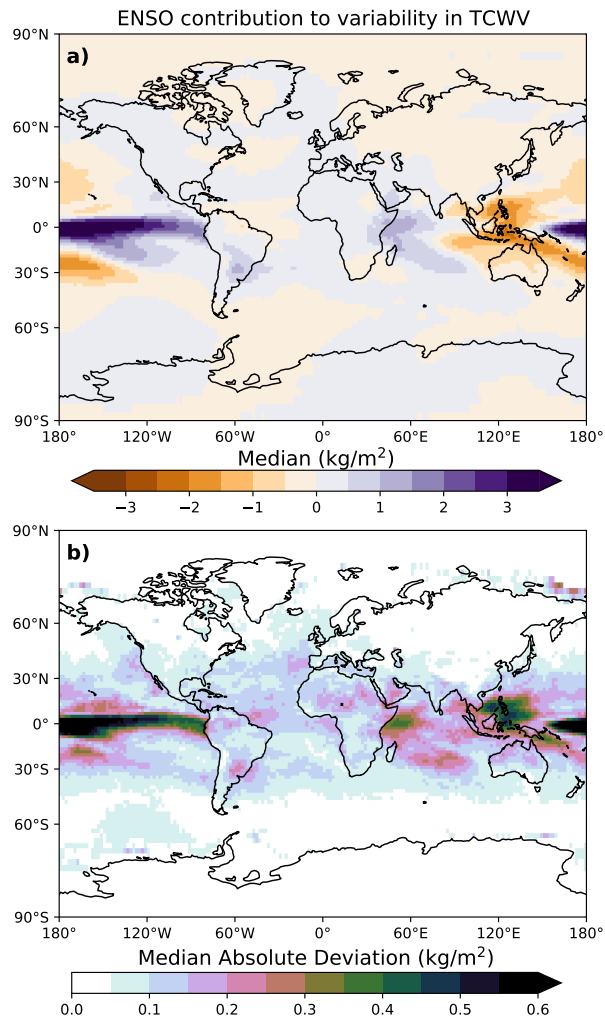 ENSO contribution to variability in TCWV
90°N
a)
60°N
30°N
0°
30°S
60°S
90°S
180° 120°W 60°W 0° 60°E 120°E 180°
Median (kg/m²)
−3 −2 −1 0 1 2 3
90°N
b)
60°N
30°N
0°
30°S
60°S
90°S
180° 120°W 60°W 0° 60°E 120°E 180°
Median Absolute Deviation (kg/m²)
0.0 0.1 0.2 0.3 0.4 0.5 0.6